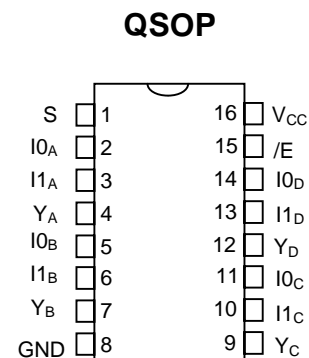 QSOP
S 1 16 VCC
I0A 2 15 /E
I1A 3 14 I0D
YA 4 13 I1D
I0B 5 12 YD
I1B 6 11 I0C
YB 7 10 I1C
GND 8 9 YC